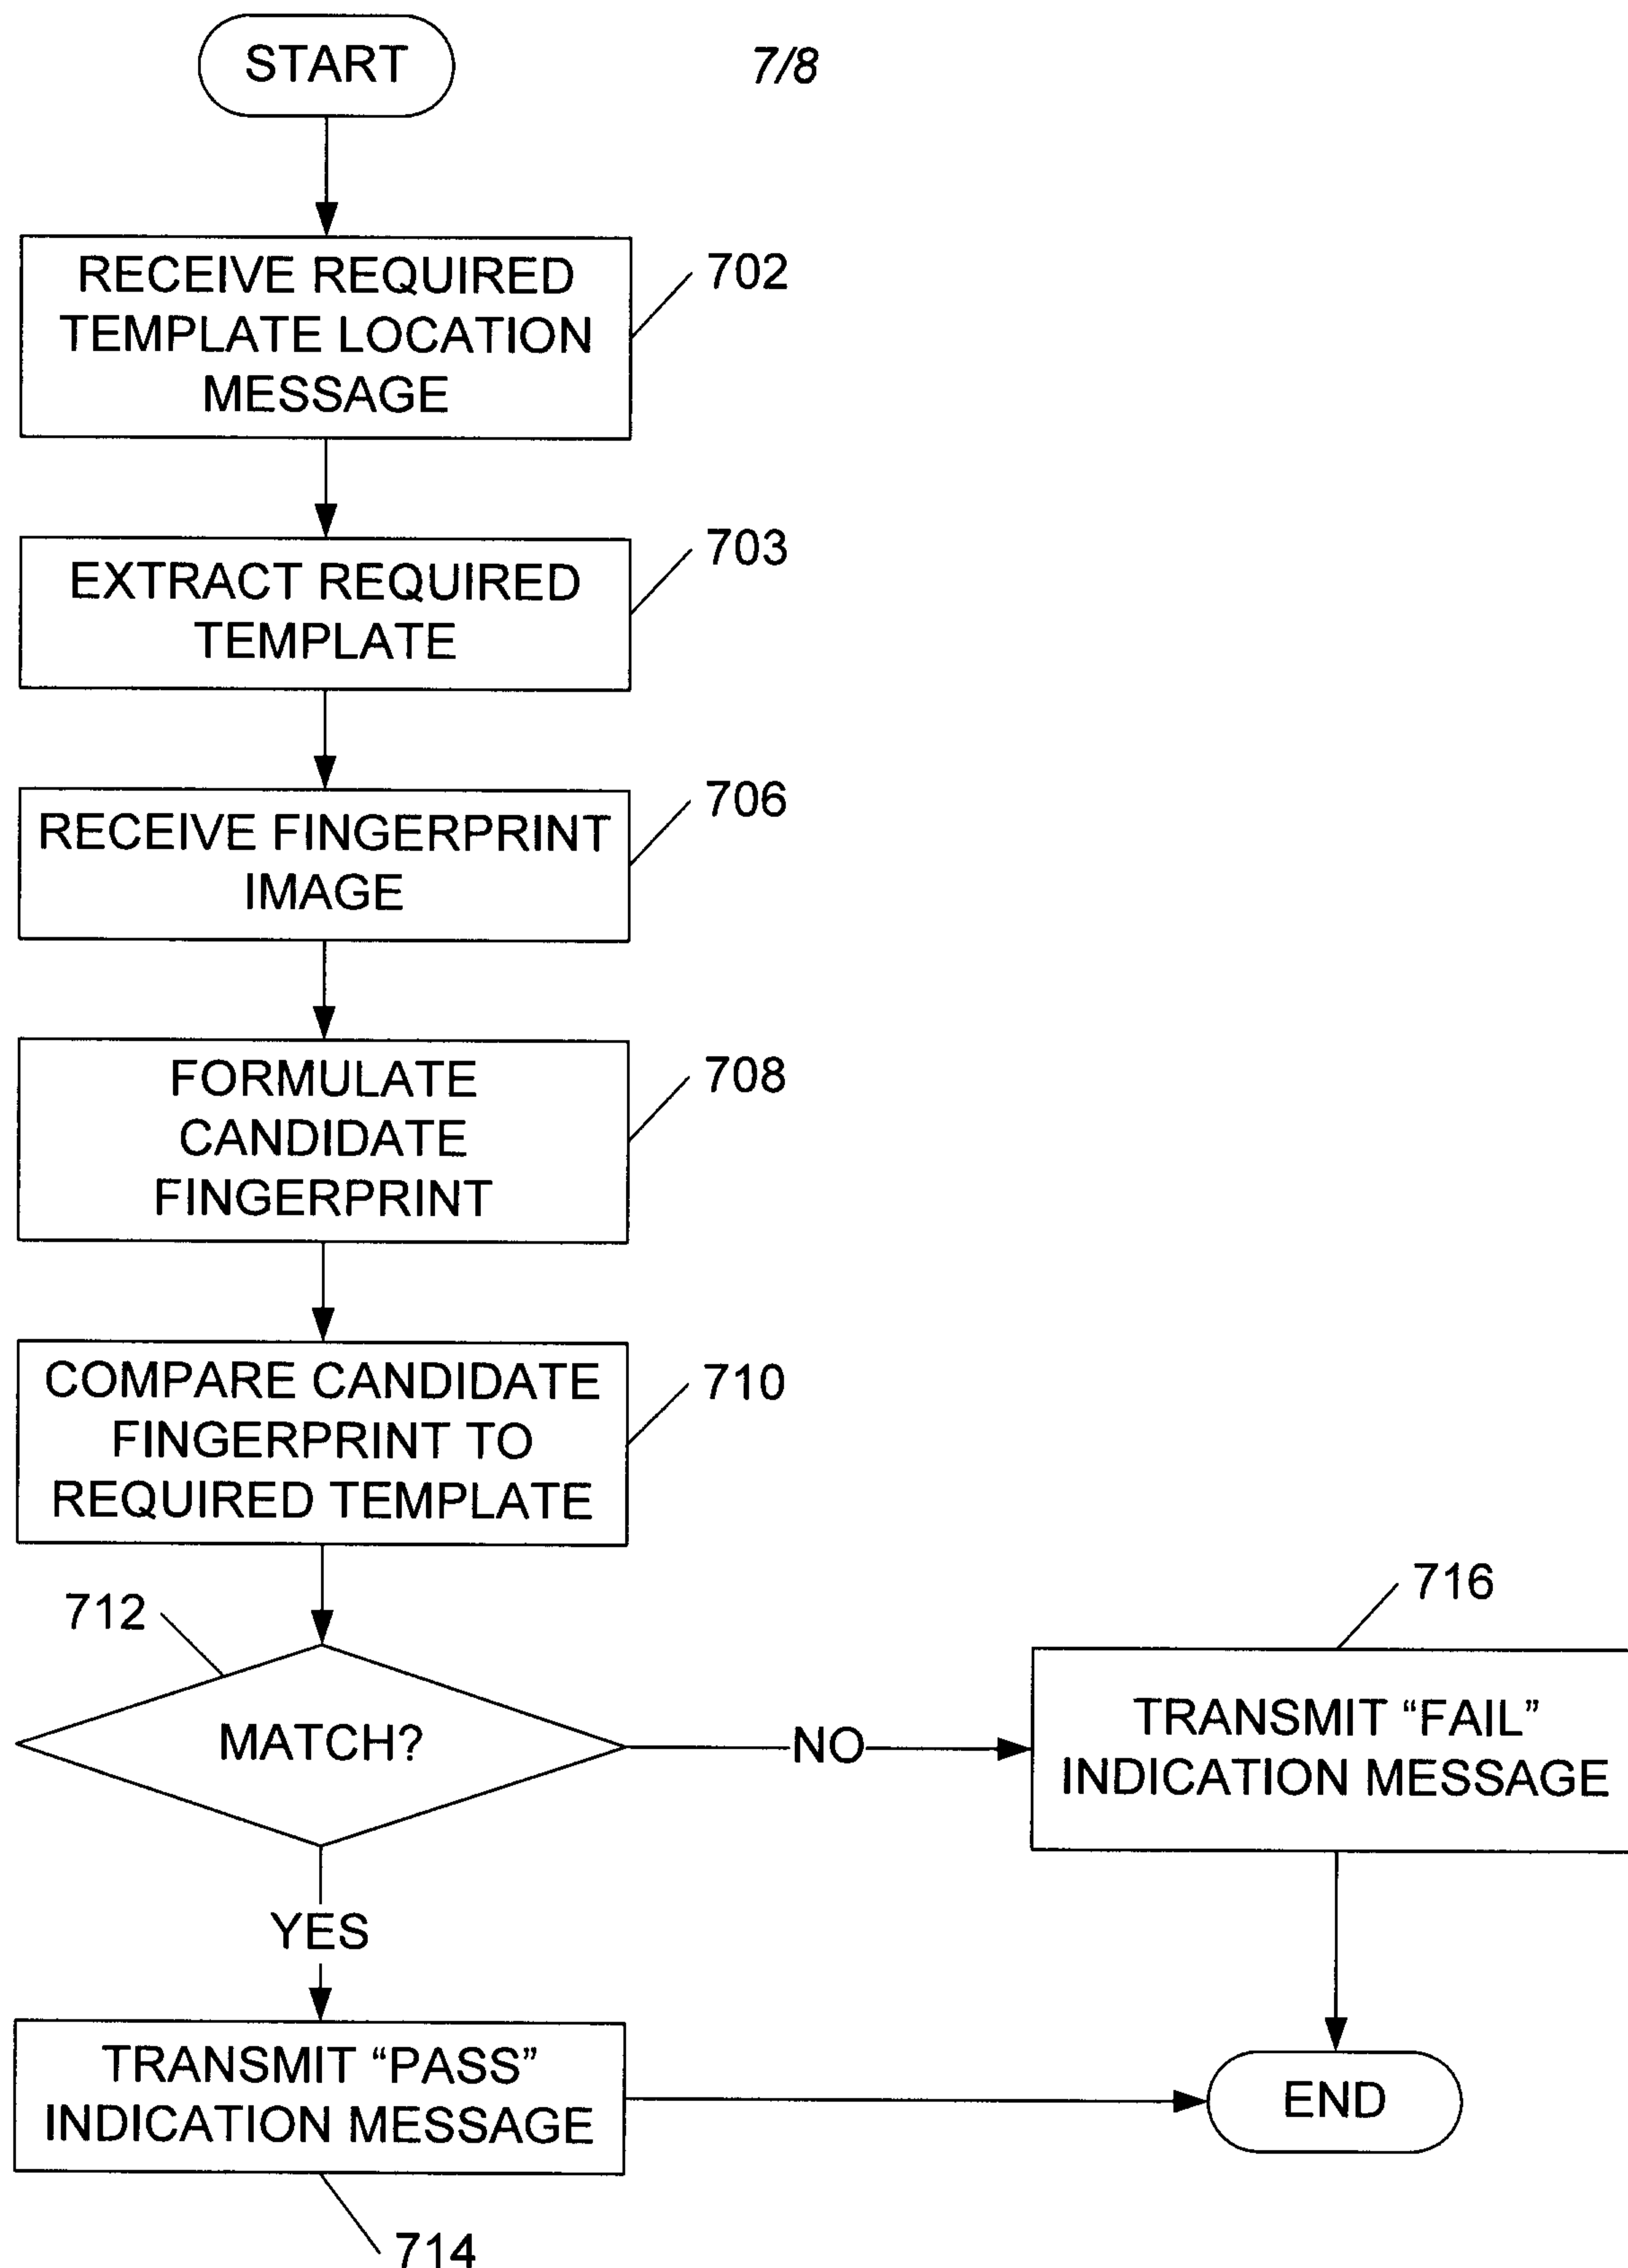 START
7/8
RECEIVE REQUIRED
TEMPLATE LOCATION
MESSAGE
702
EXTRACT REQUIRED
TEMPLATE
703
RECEIVE FINGERPRINT
IMAGE
706
FORMULATE
CANDIDATE
FINGERPRINT
708
COMPARE CANDIDATE
FINGERPRINT TO
REQUIRED TEMPLATE
710
712
MATCH?
NO
716
TRANSMIT “FAIL”
INDICATION MESSAGE
YES
TRANSMIT “PASS”
INDICATION MESSAGE
714
END